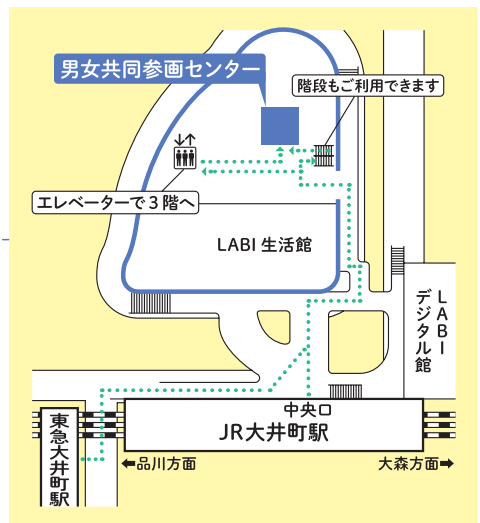 男女共同参画センター
階段もご利用できます
エレベーターで3階へ
LABI 生活館
LABI
デジタル館
中央口
JR大井町駅
東急大井町駅
←品川方面
大森方面→